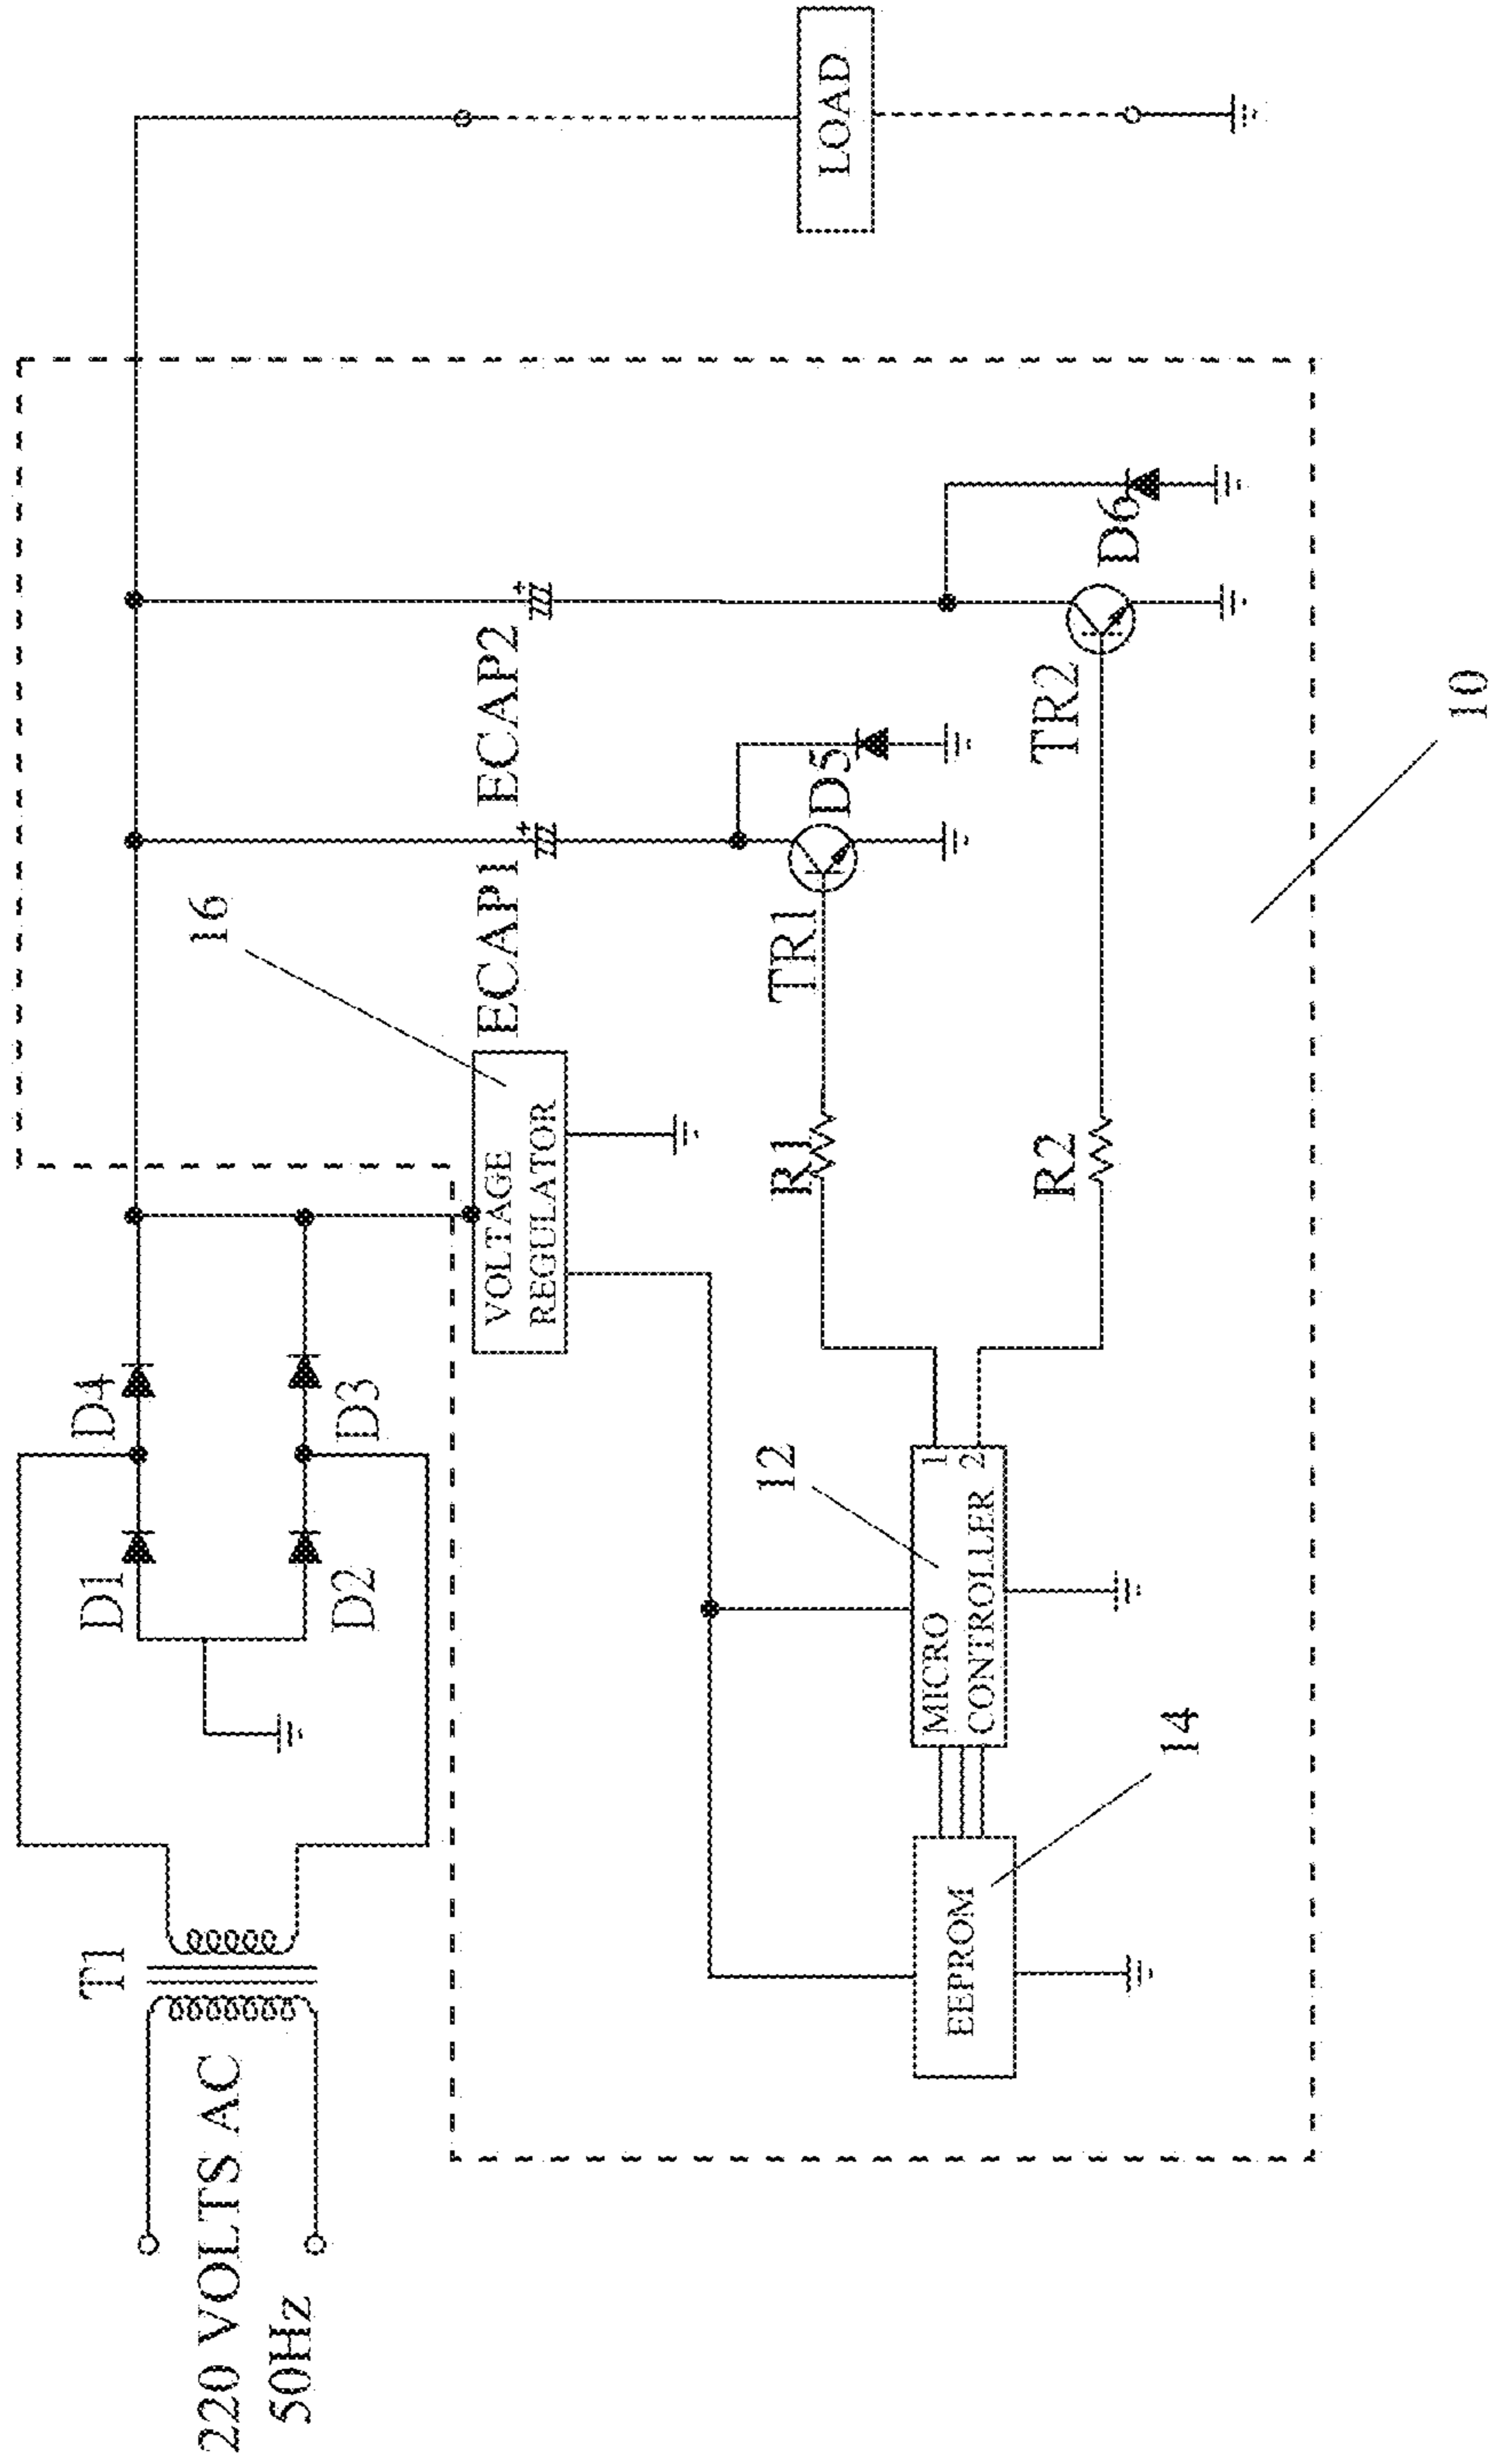 T1
220 VOLTS AC
50Hz
D1
D4
D2
D3
16
VOLTAGE
REGULATOR
ECAP1
ECAP2
LOAD
TR1
D5
R1
TR2
D6
R2
12
1
2
MICRO
CONTROLLER
14
EEPROM
10